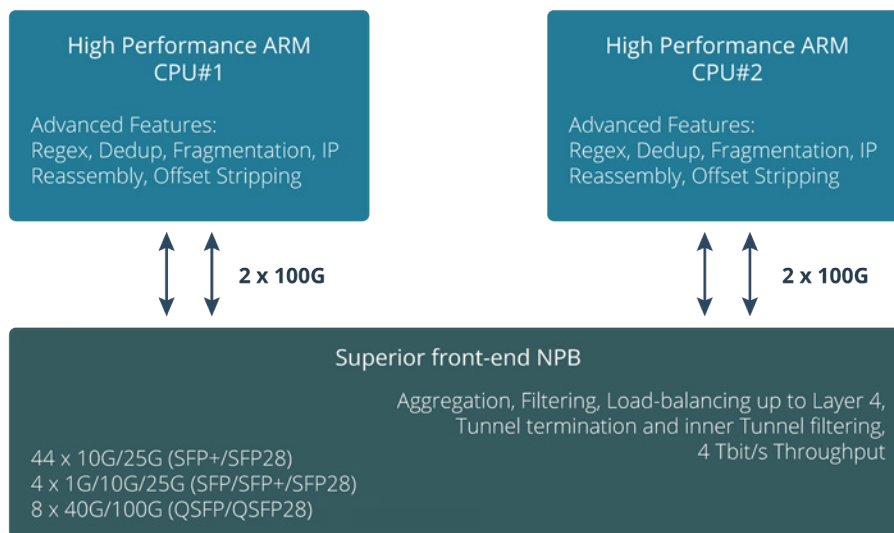 High Performance ARM
CPU#1
Advanced Features:
Regex, Dedup, Fragmentation, IP
Reassembly, Offset Stripping
High Performance ARM
CPU#2
Advanced Features:
Regex, Dedup, Fragmentation, IP
Reassembly, Offset Stripping
2 x 100G
2 x 100G
Superior front-end NPB
Aggregation, Filtering, Load-balancing up to Layer 4,
Tunnel termination and inner Tunnel filtering,
4 Tbit/s Throughput
44 x 10G/25G (SFP+/SFP28)
4 x 1G/10G/25G (SFP/SFP+/SFP28)
8 x 40G/100G (QSFP/QSFP28)